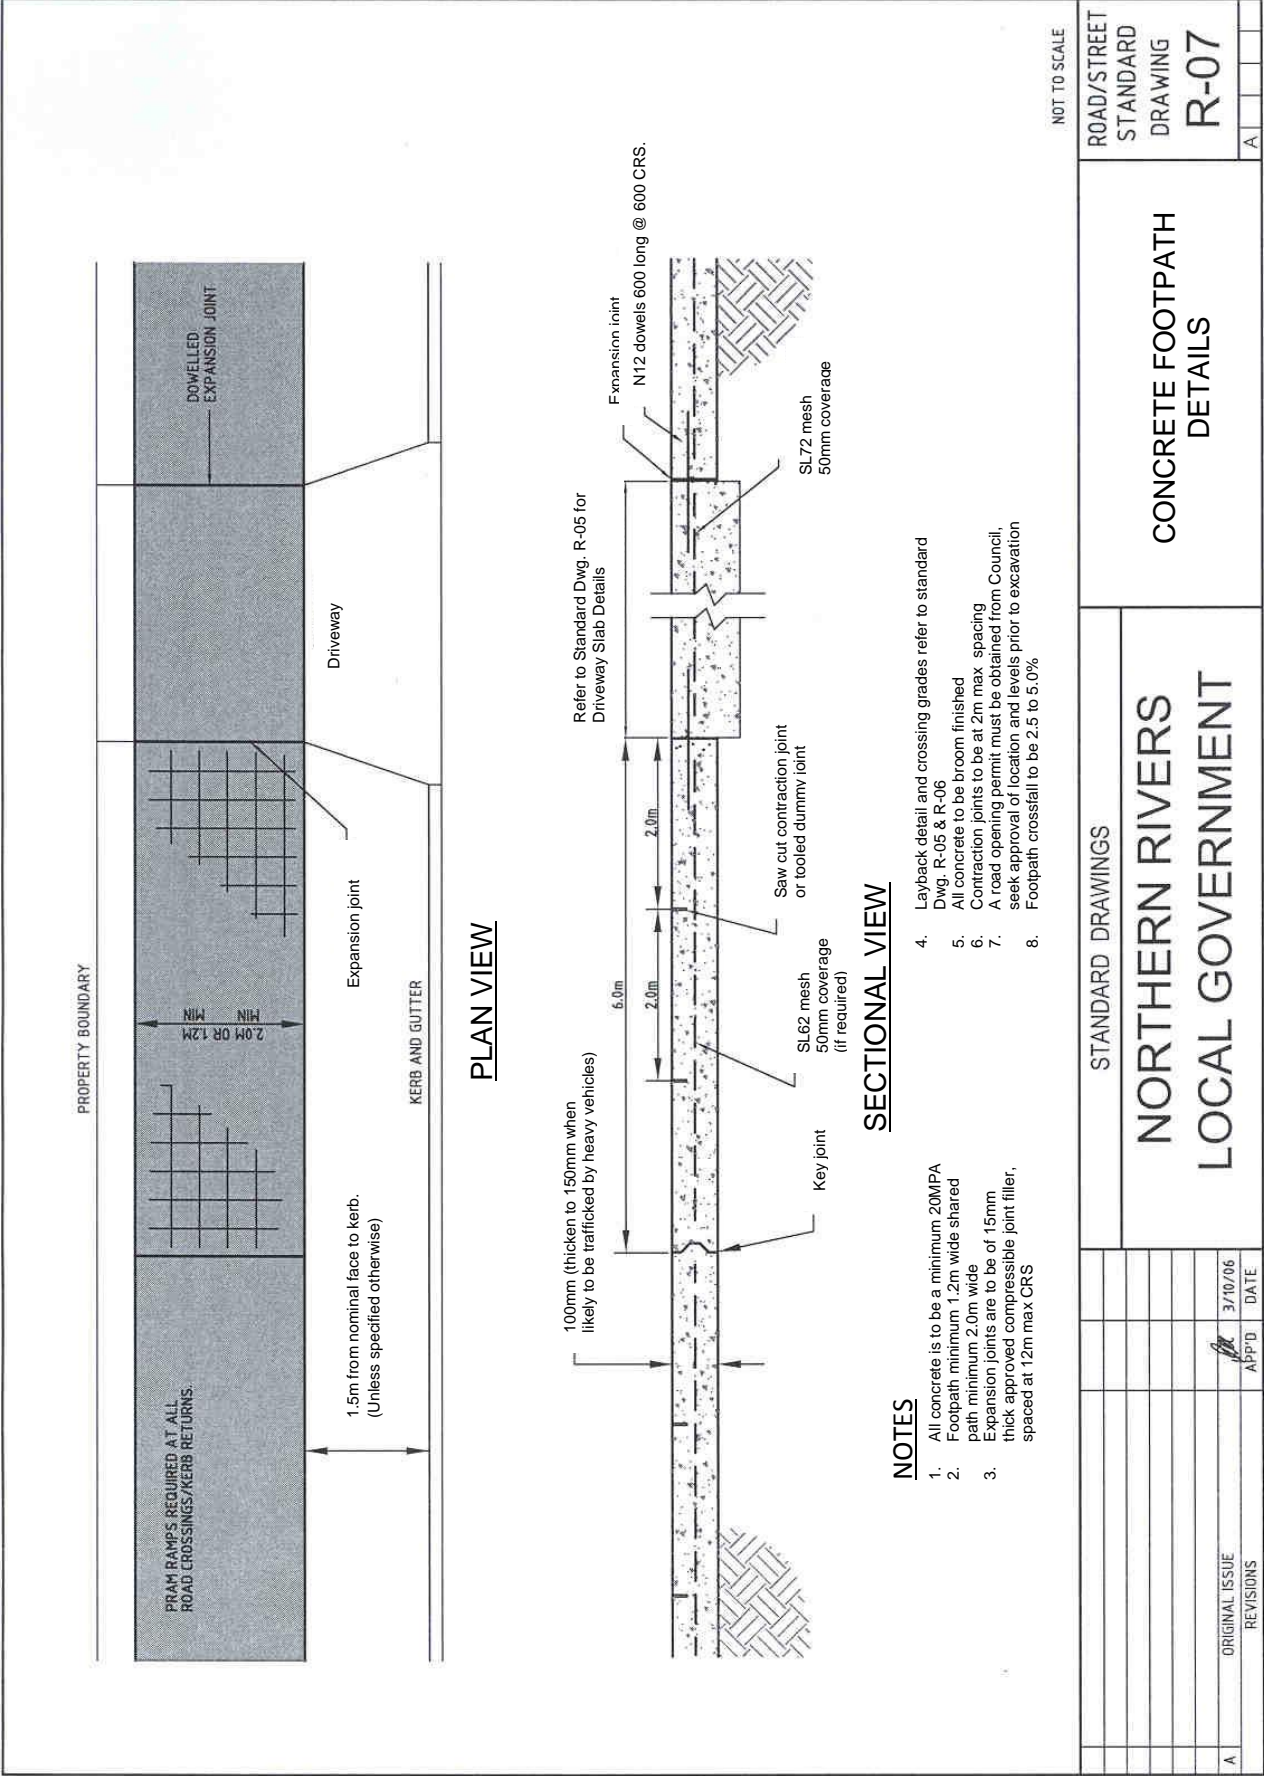 PROPERTY BOUNDARY
PRAM RAMPS REQUIRED AT ALL
ROAD CROSSINGS/KERB RETURNS.
2.0M OR 1.2M
MIN MIN
DOWELLED
EXPANSION JOINT
1.5m from nominal face to kerb.
(Unless specified otherwise)
Expansion joint
Driveway
KERB AND GUTTER
PLAN VIEW
100mm (thicken to 150mm when
likely to be trafficked by heavy vehicles)
6.0m
2.0m
2.0m
Refer to Standard Dwg. R-05 for
Driveway Slab Details
Expansion joint
N12 dowels 600 long @ 600 CRS.
Key joint
SL62 mesh
50mm coverage
(if required)
Saw cut contraction joint
or tooled dummy joint
SL72 mesh
50mm coverage
SECTIONAL VIEW
NOTES
1. All concrete is to be a minimum 20MPA
2. Footpath minimum 1.2m wide shared
path minimum 2.0m wide
3. Expansion joints are to be of 15mm
thick approved compressible joint filler,
spaced at 12m max CRS
4. Layback detail and crossing grades refer to standard
Dwg. R-05 & R-06
5. All concrete to be broom finished
6. Contraction joints to be at 2m max spacing
7. A road opening permit must be obtained from Council,
seek approval of location and levels prior to excavation
8. Footpath crossfall to be 2.5 to 5.0%
NOT TO SCALE
A ORIGINAL ISSUE 3/10/06
REVISIONS APP'D DATE
STANDARD DRAWINGS
NORTHERN RIVERS
LOCAL GOVERNMENT
CONCRETE FOOTPATH
DETAILS
ROAD/STREET
STANDARD
DRAWING
R-07
A